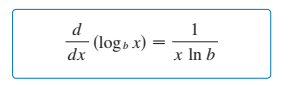 d/dx (log_b x) = 1/(x ln b)